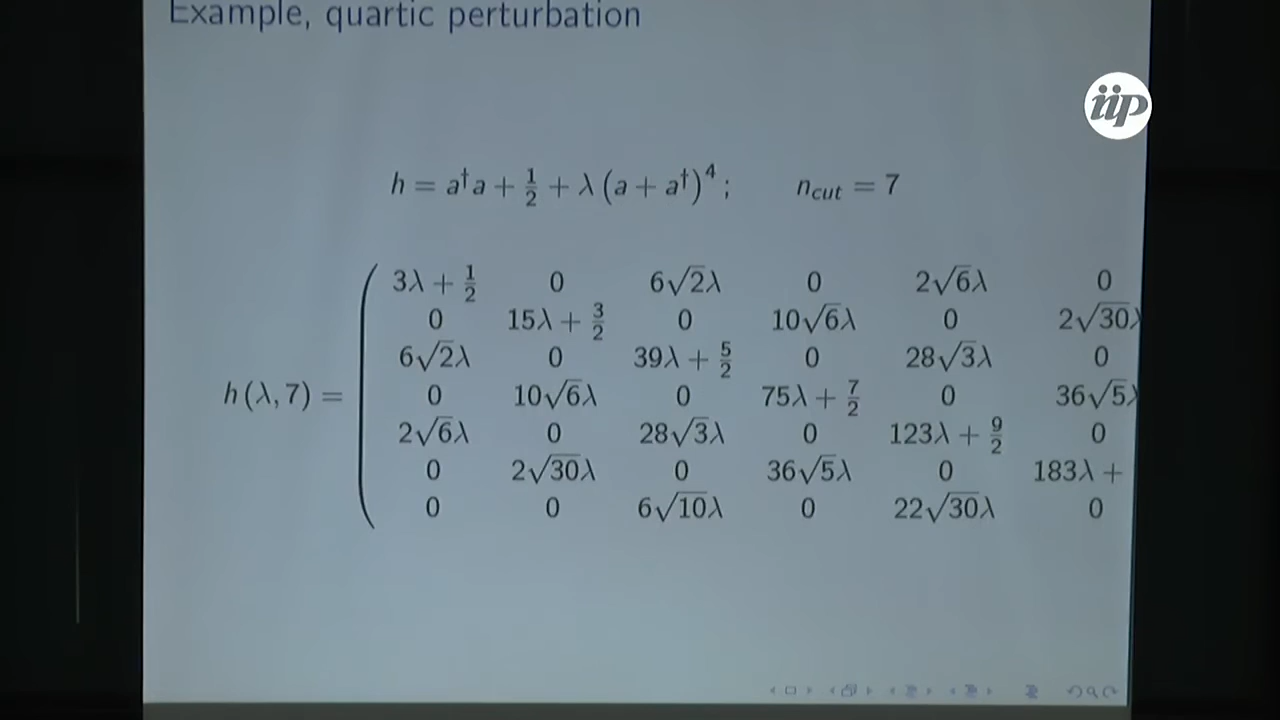 Example, quartic perturbation
iip
h = a†a + 1/2 + λ (a + a†)⁴ ;    n_cut = 7
3λ + 1/2    0    6√2λ    0    2√6λ    0
0    15λ + 3/2    0    10√6λ    0    2√30λ
6√2λ    0    39λ + 5/2    0    28√3λ    0
h (λ, 7) =    0    10√6λ    0    75λ + 7/2    0    36√5λ
2√6λ    0    28√3λ    0    123λ + 9/2    0
0    2√30λ    0    36√5λ    0    183λ +
0    0    6√10λ    0    22√30λ    0